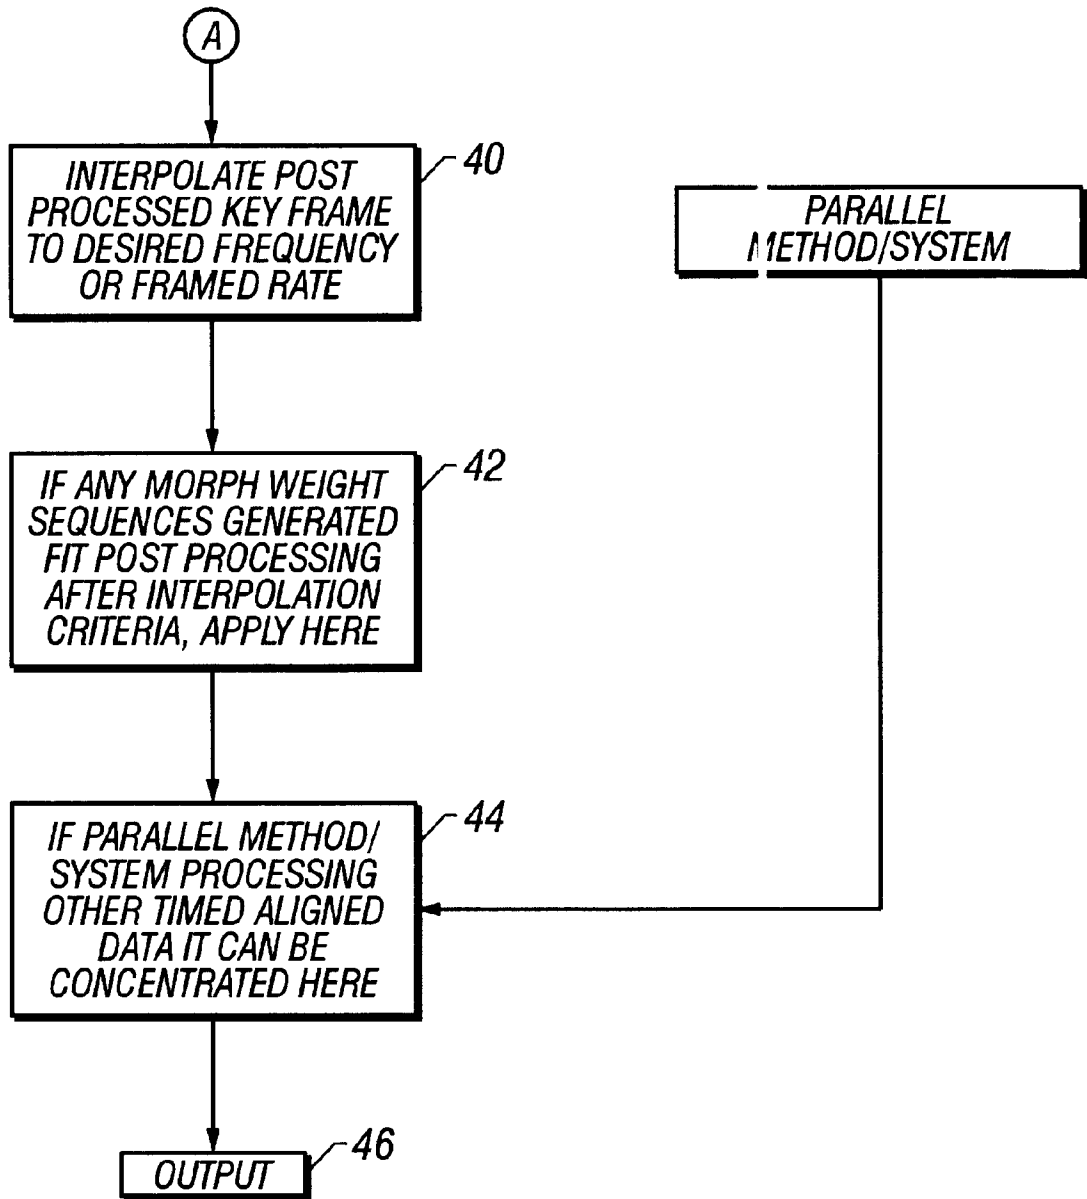 A
INTERPOLATE POST
PROCESSED KEY FRAME
TO DESIRED FREQUENCY
OR FRAMED RATE
40
PARALLEL
METHOD/SYSTEM
IF ANY MORPH WEIGHT
SEQUENCES GENERATED
FIT POST PROCESSING
AFTER INTERPOLATION
CRITERIA, APPLY HERE
42
IF PARALLEL METHOD/
SYSTEM PROCESSING
OTHER TIMED ALIGNED
DATA IT CAN BE
CONCENTRATED HERE
44
OUTPUT
46